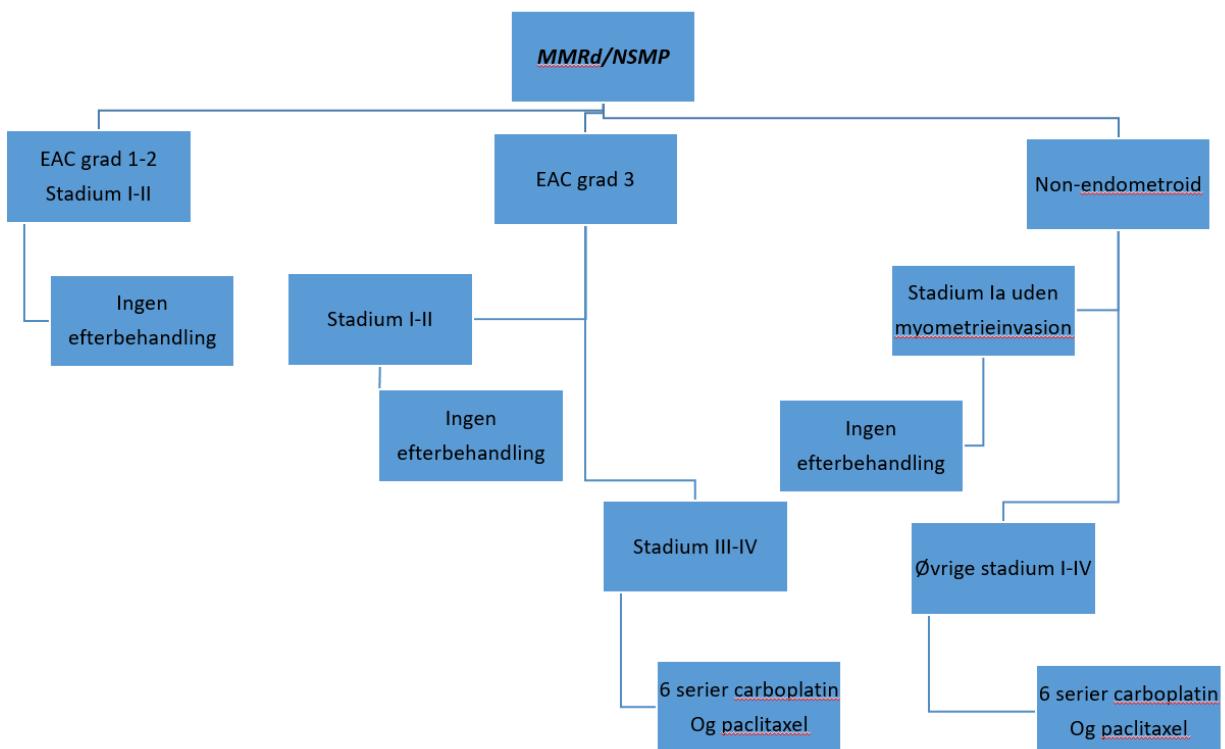 MMRd/NSMP
EAC grad 1-2
Stadium I-II
EAC grad 3
Non-endometroid
Ingen
efterbehandling
Stadium I-II
Stadium Ia uden
myometrieinvasion
Ingen
efterbehandling
Ingen
efterbehandling
Stadium III-IV
Øvrige stadium I-IV
6 serier carboplatin
Og paclitaxel
6 serier carboplatin
Og paclitaxel